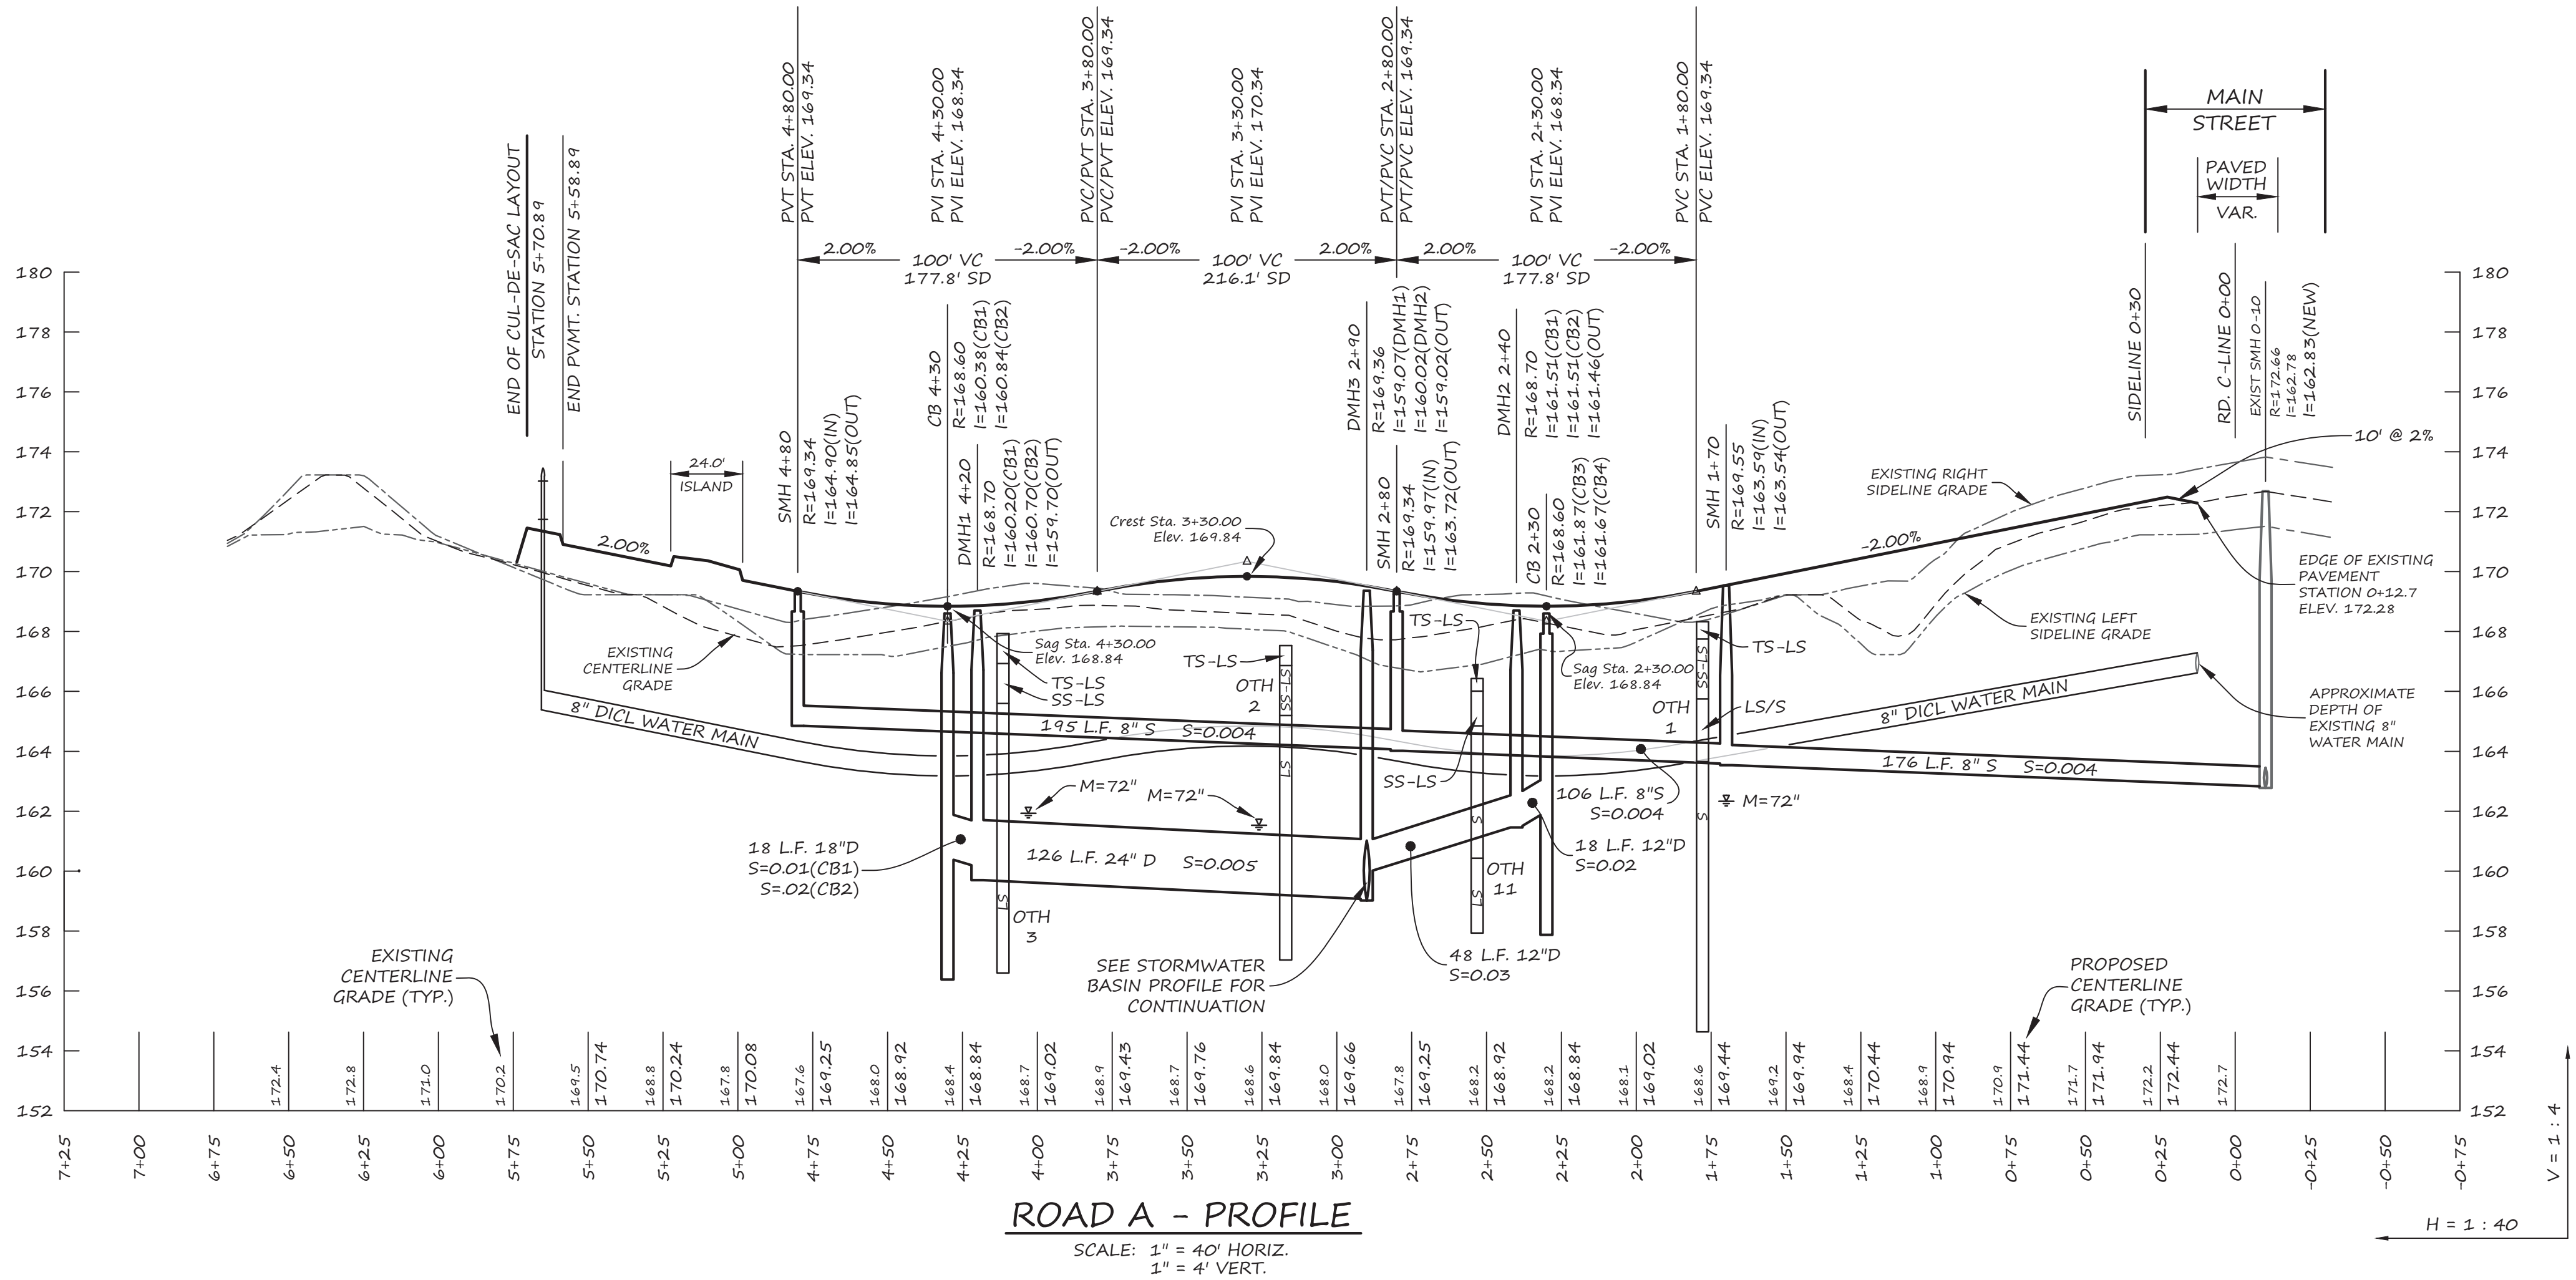 PVT STA. 4+80.00
PVT ELEV. 169.34
PVI STA. 4+30.00
PVI ELEV. 168.34
PVC/PVT STA. 3+80.00
PVC/PVT ELEV. 169.34
PVI STA. 3+30.00
PVI ELEV. 170.34
PVT/PVC STA. 2+80.00
PVT/PVC ELEV. 169.34
PVI STA. 2+30.00
PVI ELEV. 168.34
PVC STA. 1+80.00
PVC ELEV. 169.34
MAIN
STREET
PAVED
WIDTH
VAR.
END OF CUL-DE-SAC LAYOUT
STATION 5+70.89
END PVMT. STATION 5+58.89
2.00%
100' VC
177.8' SD
-2.00%
-2.00%
100' VC
216.1' SD
2.00%
2.00%
100' VC
177.8' SD
-2.00%
180
178
176
174
172
170
168
166
164
162
160
158
156
154
152
180
178
176
174
172
170
168
166
164
162
160
158
156
154
152
SIDELINE 0+30
RD. C-LINE 0+00
EXIST SMH 0-10
R=172.66
I=162.78
I=162.83(NEW)
SMH 4+80
R=169.34
I=164.90(IN)
I=164.85(OUT)
CB 4+30
R=168.60
I=160.38(CB1)
I=160.84(CB2)
DMH1 4+20
R=168.70
I=160.20(CB1)
I=160.70(CB2)
I=159.70(OUT)
DMH3 2+90
R=169.36
I=159.07(DMH1)
I=160.02(DMH2)
I=159.02(OUT)
SMH 2+80
R=169.34
I=159.97(IN)
I=163.72(OUT)
DMH2 2+40
R=168.70
I=161.51(CB1)
I=161.51(CB2)
I=161.46(OUT)
CB 2+30
R=168.60
I=161.87(CB3)
I=161.67(CB4)
SMH 1+70
R=169.55
I=163.59(IN)
I=163.54(OUT)
24.0'
ISLAND
2.00%
Crest Sta. 3+30.00
Elev. 169.84
EXISTING RIGHT
SIDELINE GRADE
10' @ 2%
-2.00%
EDGE OF EXISTING
PAVEMENT
STATION 0+12.7
ELEV. 172.28
EXISTING LEFT
SIDELINE GRADE
EXISTING
CENTERLINE
GRADE
Sag Sta. 4+30.00
Elev. 168.84
TS-LS
SS-LS
TS-LS
OTH
2
SS-LS
SL
TS-LS
Sag Sta. 2+30.00
Elev. 168.84
TS-LS
SS-LS
OTH
1
LS/S
S
8" DICL WATER MAIN
APPROXIMATE
DEPTH OF
EXISTING 8"
WATER MAIN
8" DICL WATER MAIN
195 L.F. 8" S S=0.004
SS-LS
176 L.F. 8" S S=0.004
106 L.F. 8"S
S=0.004
M=72"
M=72"
M=72"
18 L.F. 18"D
S=0.01(CB1)
S=.02(CB2)
126 L.F. 24" D S=0.005
18 L.F. 12"D
S=0.02
S
SL
OTH
11
SL
OTH
3
48 L.F. 12"D
S=0.03
SEE STORMWATER
BASIN PROFILE FOR
CONTINUATION
EXISTING
CENTERLINE
GRADE (TYP.)
PROPOSED
CENTERLINE
GRADE (TYP.)
172.4
172.8
171.0
170.2
169.5
170.74
168.8
170.24
167.8
170.08
167.6
169.25
168.0
168.92
168.4
168.84
168.7
169.02
168.9
169.43
168.7
169.76
168.6
169.84
168.0
169.66
167.8
169.25
168.2
168.92
168.2
168.84
168.1
169.02
168.6
169.44
169.2
169.94
168.4
170.44
168.9
170.94
170.9
171.44
171.7
171.94
172.2
172.44
172.7
7+25
7+00
6+75
6+50
6+25
6+00
5+75
5+50
5+25
5+00
4+75
4+50
4+25
4+00
3+75
3+50
3+25
3+00
2+75
2+50
2+25
2+00
1+75
1+50
1+25
1+00
0+75
0+50
0+25
0+00
-0+25
-0+50
-0+75
V = 1 : 4
H = 1 : 40
ROAD A - PROFILE
SCALE: 1" = 40' HORIZ.
1" = 4' VERT.